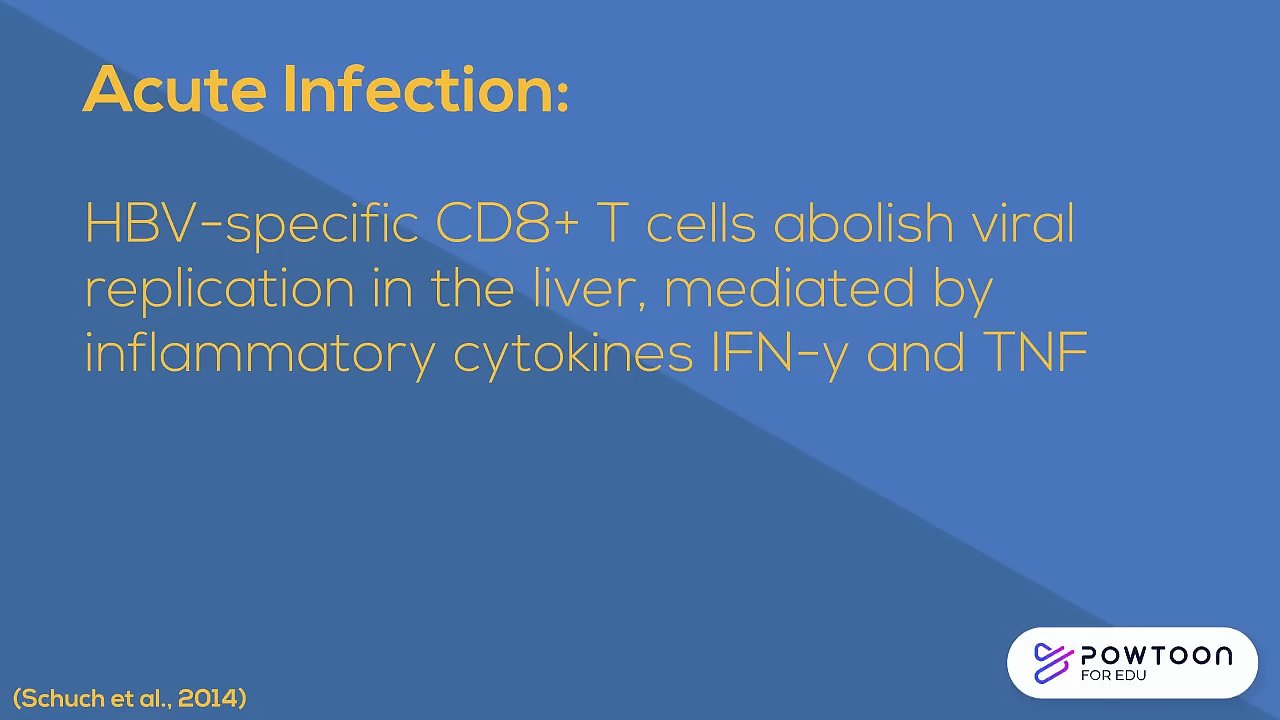 Acute Infection:
HBV-specific CD8+ T cells abolish viral
replication in the liver, mediated by
inflammatory cytokines IFN-y and TNF
POWTOON
FOR EDU
(Schuch et al., 2014)